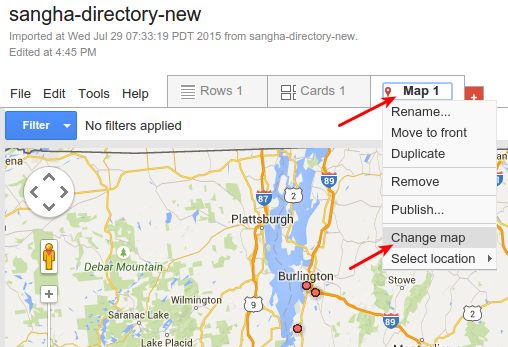 sangha-directory-new
Imported at Wed Jul 29 07:33:19 PDT 2015 from sangha-directory-new.
Edited at 4:45 PM
File Edit Tools Help Rows 1 Cards 1 Map 1
Filter No filters applied
Rename...
Move to front
Duplicate
Remove
Publish...
Change map
Select location
ena
87
2
89
Plattsburgh
Debar Mountain
Burlington
Stowe
Wilmington
9
2
Saranac Lake
Lake Placid